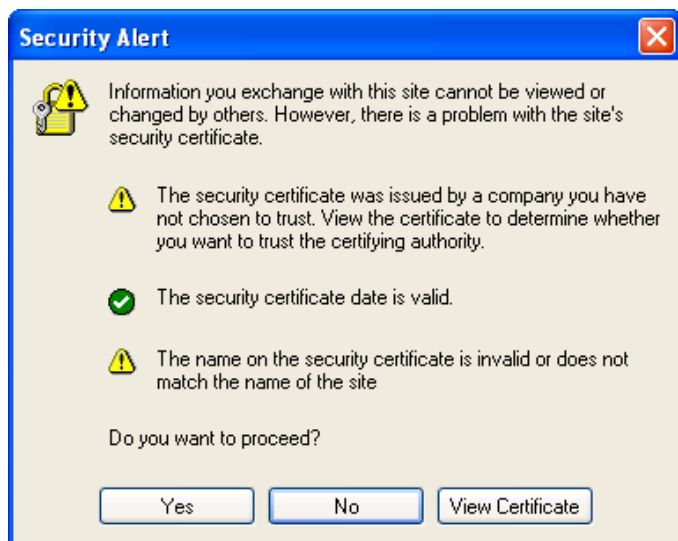 Security Alert
Information you exchange with this site cannot be viewed or
changed by others. However, there is a problem with the site's
security certificate.
The security certificate was issued by a company you have
not chosen to trust. View the certificate to determine whether
you want to trust the certifying authority.
The security certificate date is valid.
The name on the security certificate is invalid or does not
match the name of the site
Do you want to proceed?
Yes No View Certificate